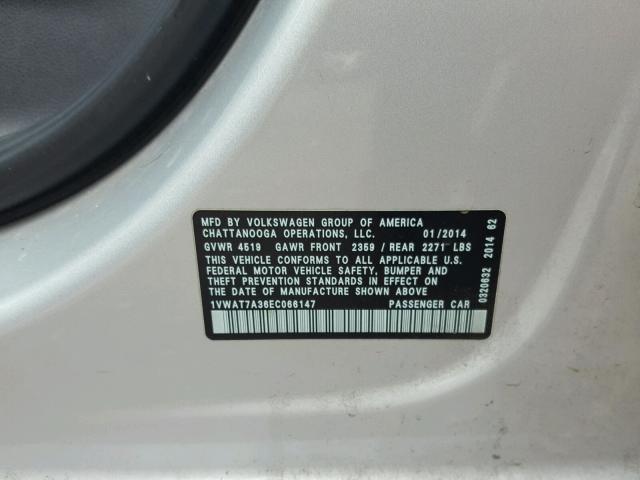 MFD BY VOLKSWAGEN GROUP OF AMERICA
CHATTANOOGA OPERATIONS, LLC. 01/2014
GVWR 4519 GAWR FRONT 2359 / REAR 2271 LBS
THIS VEHICLE CONFORMS TO ALL APPLICABLE U.S.
FEDERAL MOTOR VEHICLE SAFETY, BUMPER AND
THEFT PREVENTION STANDARDS IN EFFECT ON THE
DATE OF MANUFACTURE SHOWN ABOVE
1VWAT7A36EC066147 PASSENGER CAR
0320632 2014 62